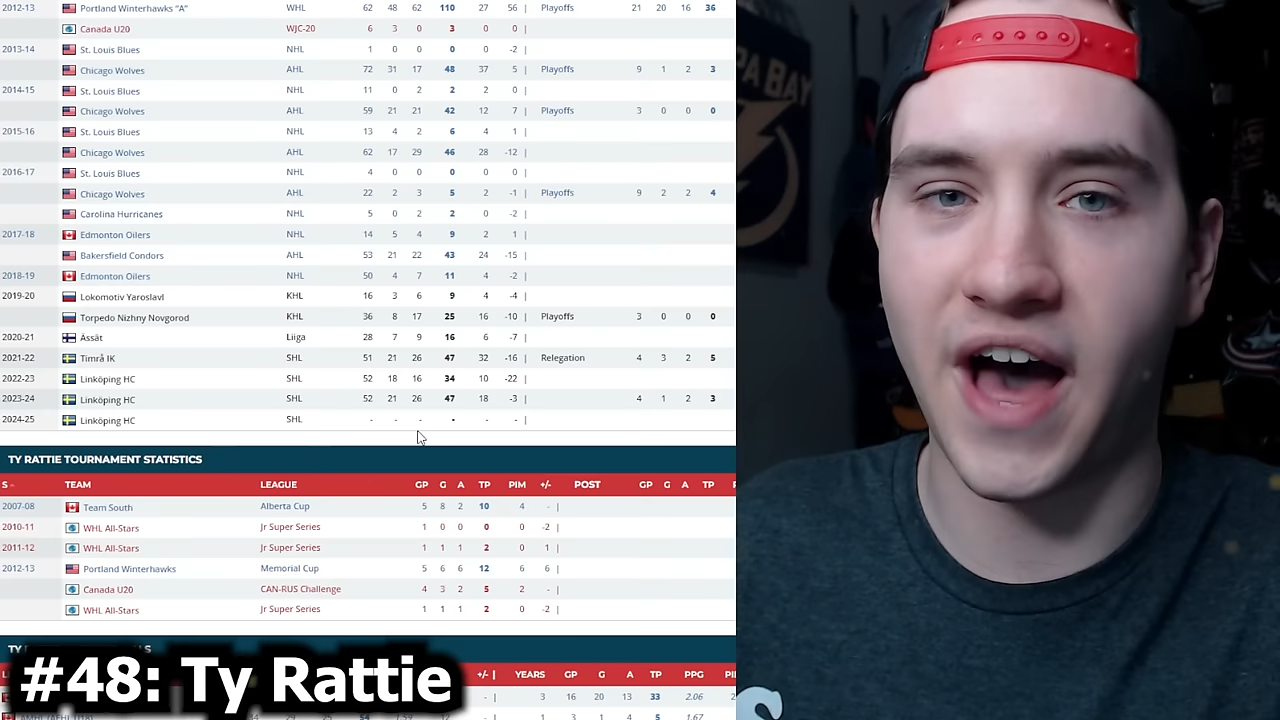 2012-13 Portland Winterhawks "A" WHL 62 48 62 110 27 56 | Playoffs 21 20 16 36
Canada U20 WJC-20 6 3 0 3 0 0 |
2013-14 St. Louis Blues NHL 1 0 0 0 0 -2 |
Chicago Wolves AHL 72 31 17 48 37 5 | Playoffs 9 1 2 3
2014-15 St. Louis Blues NHL 11 0 2 2 2 0 |
Chicago Wolves AHL 59 21 21 42 12 7 | Playoffs 3 0 0 0
2015-16 St. Louis Blues NHL 13 4 2 6 4 1 |
Chicago Wolves AHL 62 17 29 46 28 -12 |
2016-17 St. Louis Blues NHL 4 0 0 0 0 0 |
Chicago Wolves AHL 22 2 3 5 2 -1 | Playoffs 9 2 2 4
Carolina Hurricanes NHL 5 0 2 2 0 -2 |
2017-18 Edmonton Oilers NHL 14 5 4 9 2 1 |
Bakersfield Condors AHL 53 21 22 43 24 -15 |
2018-19 Edmonton Oilers NHL 50 4 7 11 4 -2 |
2019-20 Lokomotiv Yaroslavl KHL 16 3 6 9 4 -4 |
Torpedo Nizhny Novgorod KHL 36 8 17 25 16 -10 | Playoffs 3 0 0 0
2020-21 Ässät Liiga 28 7 9 16 6 -7 |
2021-22 Timrå IK SHL 51 21 26 47 32 -16 | Relegation 4 3 2 5
2022-23 Linköping HC SHL 52 18 16 34 10 -22 |
2023-24 Linköping HC SHL 52 21 26 47 18 -3 | 4 1 2 3
2024-25 Linköping HC SHL - - - - - - |
TY RATTIE TOURNAMENT STATISTICS
S TEAM LEAGUE GP G A TP PIM +/- POST GP G A TP
2007-08 Team South Alberta Cup 5 8 2 10 4 - |
2010-11 WHL All-Stars Jr Super Series 1 0 0 0 0 -2 |
2011-12 WHL All-Stars Jr Super Series 1 1 1 2 0 1 |
2012-13 Portland Winterhawks Memorial Cup 5 6 6 12 6 6 |
Canada U20 CAN-RUS Challenge 4 3 2 5 2 - |
WHL All-Stars Jr Super Series 1 1 1 2 0 -2 |
+/- | YEARS GP G A TP PPG
- | 3 16 20 13 33 2.06
- | 1 3 1 4 5 1.67
#48: Ty Rattie
PA BAY